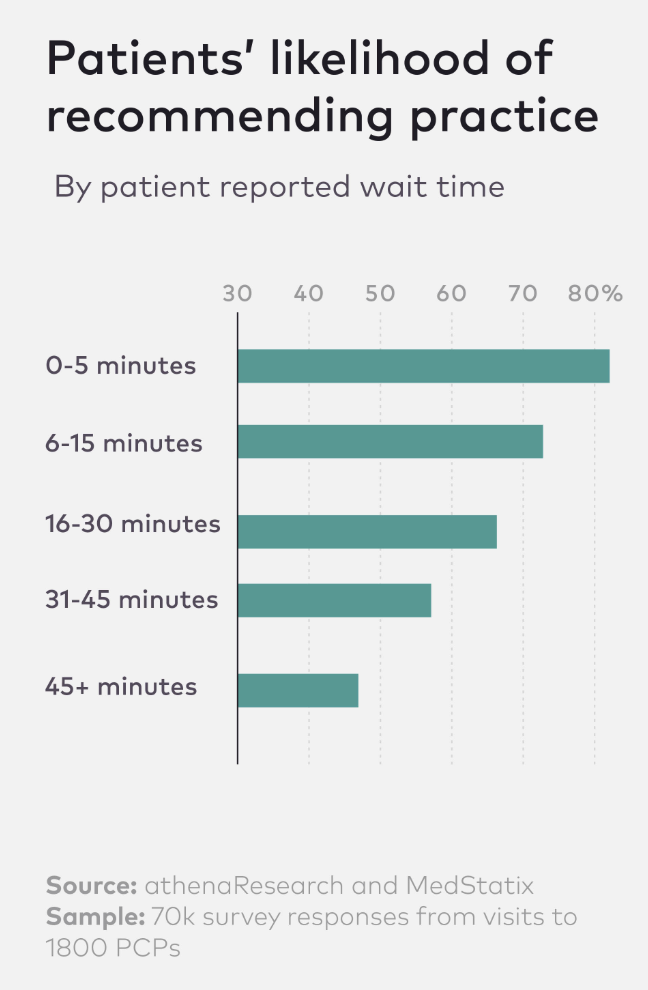 Patients’ likelihood of
recommending practice
By patient reported wait time
30 40 50 60 70 80%
0-5 minutes
6-15 minutes
16-30 minutes
31-45 minutes
45+ minutes
Source: athenaResearch and MedStatix
Sample: 70k survey responses from visits to
1800 PCPs